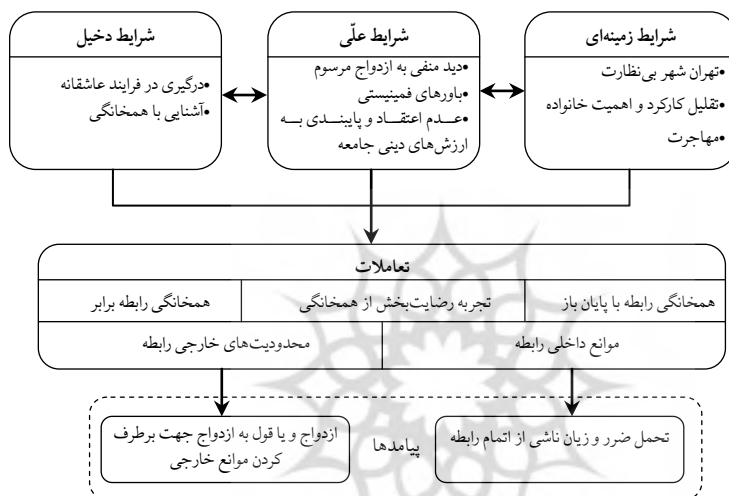 شرایط زمینه‌ای
•تهران شهر بی‌نظارت
•تقلیل کارکرد و اهمیت خانواده
•مهاجرت
شرایط علّی
•دید منفی به ازدواج مرسوم
•باورهای فمینیستی
•عدم اعتقاد و پایبندی به
ارزش‌های دینی جامعه
شرایط دخیل
•درگیری در فرایند عاشقانه
•آشنایی با همخانگی
تعاملات
همخانگی رابطه با پایان باز
تجربه رضایت‌بخش از همخانگی
همخانگی رابطه برابر
موانع داخلی رابطه
محدودیت‌های خارجی رابطه
تحمل ضرر و زیان ناشی از اتمام رابطه
پیامدها
ازدواج و یا قول به ازدواج جهت برطرف
کردن موانع خارجی